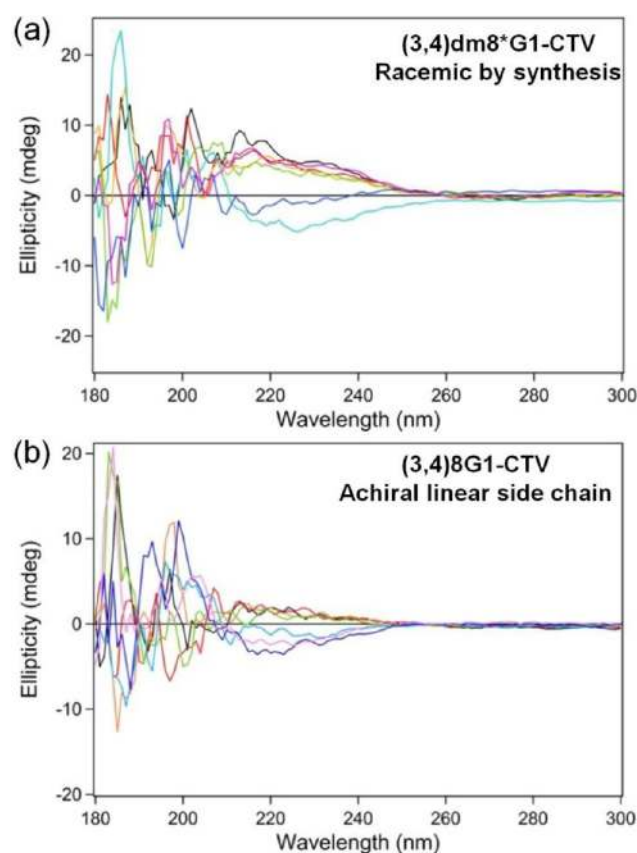 (a)
(3,4)dm8*G1-CTV
Racemic by synthesis
20
10
0
-10
-20
Ellipticity (mdeg)
180 200 220 240 260 280 300
Wavelength (nm)
(b)
(3,4)8G1-CTV
Achiral linear side chain
20
10
0
-10
-20
Ellipticity (mdeg)
180 200 220 240 260 280 300
Wavelength (nm)